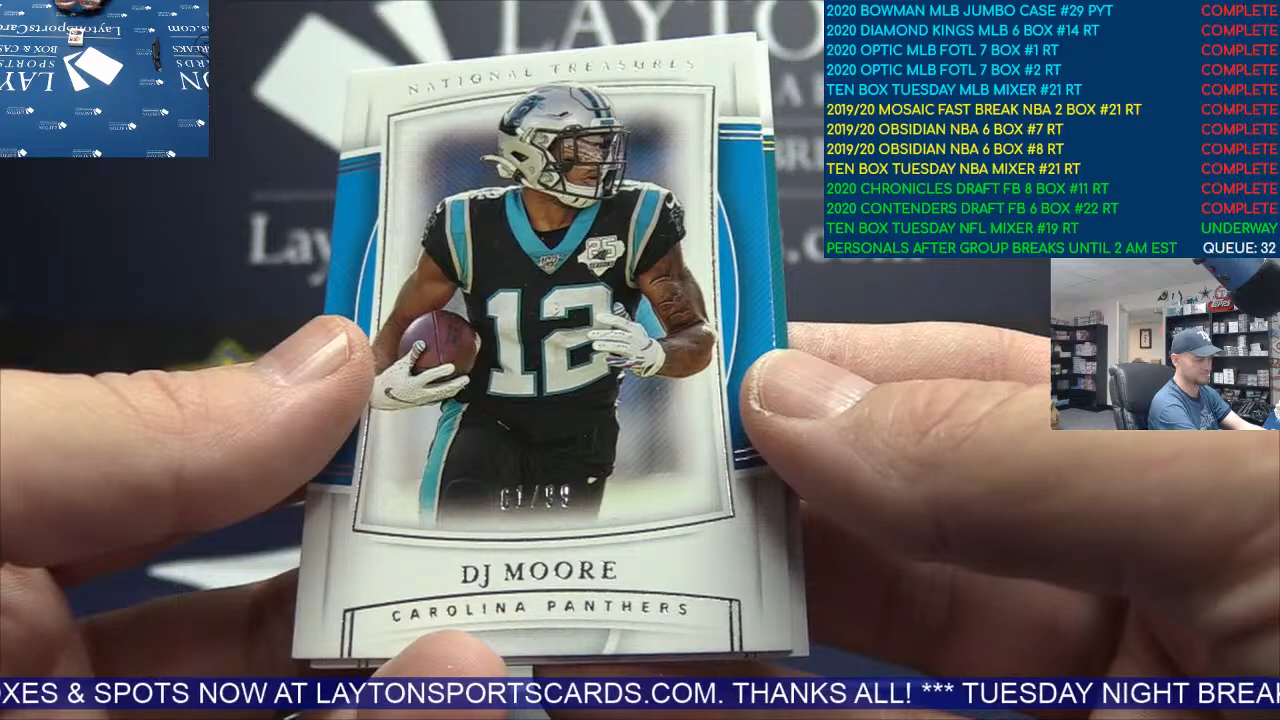 2020 BOWMAN MLB JUMBO CASE #29 PYT COMPLETE
2020 DIAMOND KINGS MLB 6 BOX #14 RT COMPLETE
2020 OPTIC MLB FOTL 7 BOX #1 RT COMPLETE
2020 OPTIC MLB FOTL 7 BOX #2 RT COMPLETE
TEN BOX TUESDAY MLB MIXER #21 RT COMPLETE
2019/20 MOSAIC FAST BREAK NBA 2 BOX #21 RT COMPLETE
2019/20 OBSIDIAN NBA 6 BOX #7 RT COMPLETE
2019/20 OBSIDIAN NBA 6 BOX #8 RT COMPLETE
TEN BOX TUESDAY NBA MIXER #21 RT COMPLETE
2020 CHRONICLES DRAFT FB 8 BOX #11 RT COMPLETE
2020 CONTENDERS DRAFT FB 6 BOX #22 RT COMPLETE
TEN BOX TUESDAY NFL MIXER #19 RT UNDERWAY
PERSONALS AFTER GROUP BREAKS UNTIL 2 AM EST QUEUE: 32
LAYTON
NATIONAL TREASURES
12
25
01/99
DJ MOORE
CAROLINA PANTHERS
OXES & SPOTS NOW AT LAYTONSPORTSCARDS.COM. THANKS ALL! *** TUESDAY NIGHT BREA